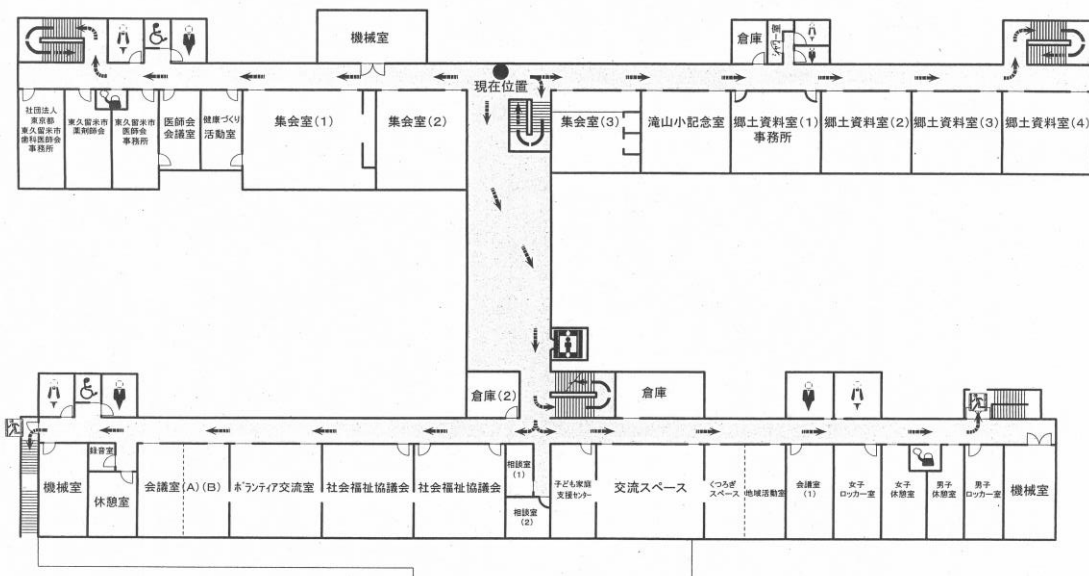 機械室
倉庫
現在位置
社団法人
東京都
東久留米市
歯科医師会
事務所
東久留米市
薬剤師会
東久留米市
医師会
事務所
医師会
会議室
健康づくり
活動室
集会室(1)
集会室(2)
集会室(3)
滝山小記念室
郷土資料室(1)
事務所
郷土資料室(2)
郷土資料室(3)
郷土資料室(4)
倉庫(2)
倉庫
機械室
録音室
休憩室
会議室(A)(B)
ボランティア交流室
社会福祉協議会
社会福祉協議会
相談室
(1)
相談室
(2)
子ども家庭
支援センター
交流スペース
くつろぎ
スペース
地域活動室
会議室
(1)
女子
ロッカー室
女子
休憩室
男子
休憩室
男子
ロッカー室
機械室